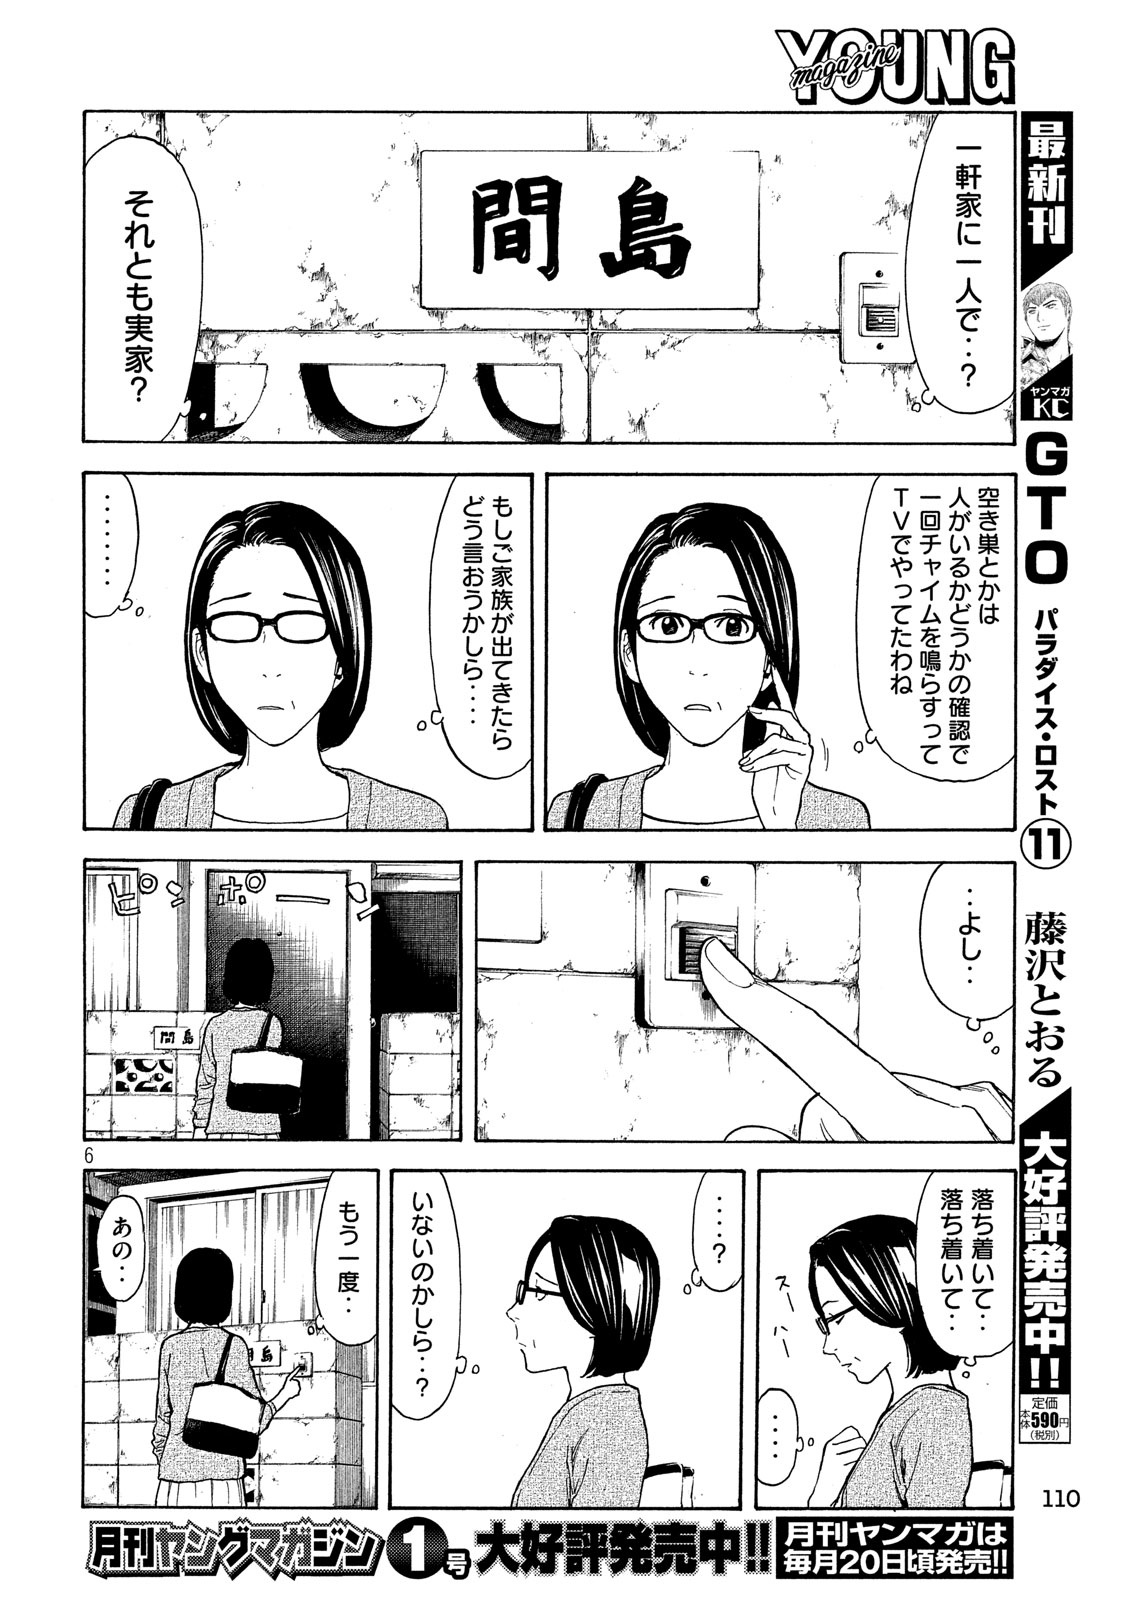 YOUNG
magazine
一軒家に一人で‥?
間島
それとも実家?
空き巣とかは
人がいるかどうかの確認で
一回チャイムを鳴らすって
TVでやってたわね
もしご家族が出てきたら
どう言おうかしら‥‥
‥‥‥‥
‥よし‥
ピンポーン
間島
6
落ち着いて‥
落ち着いて‥
スーハー
‥‥
‥‥?
いないのかしら‥?
もう一度‥
間島
あの‥
最新刊
ヤンマガ
KC
GTO パラダイス・ロスト⑪
藤沢とおる
大好評発売中!!
定価
本体590円
(税別)
110
月刊ヤングマガジン
1号
大好評発売中!!
月刊ヤンマガは
毎月20日頃発売!!